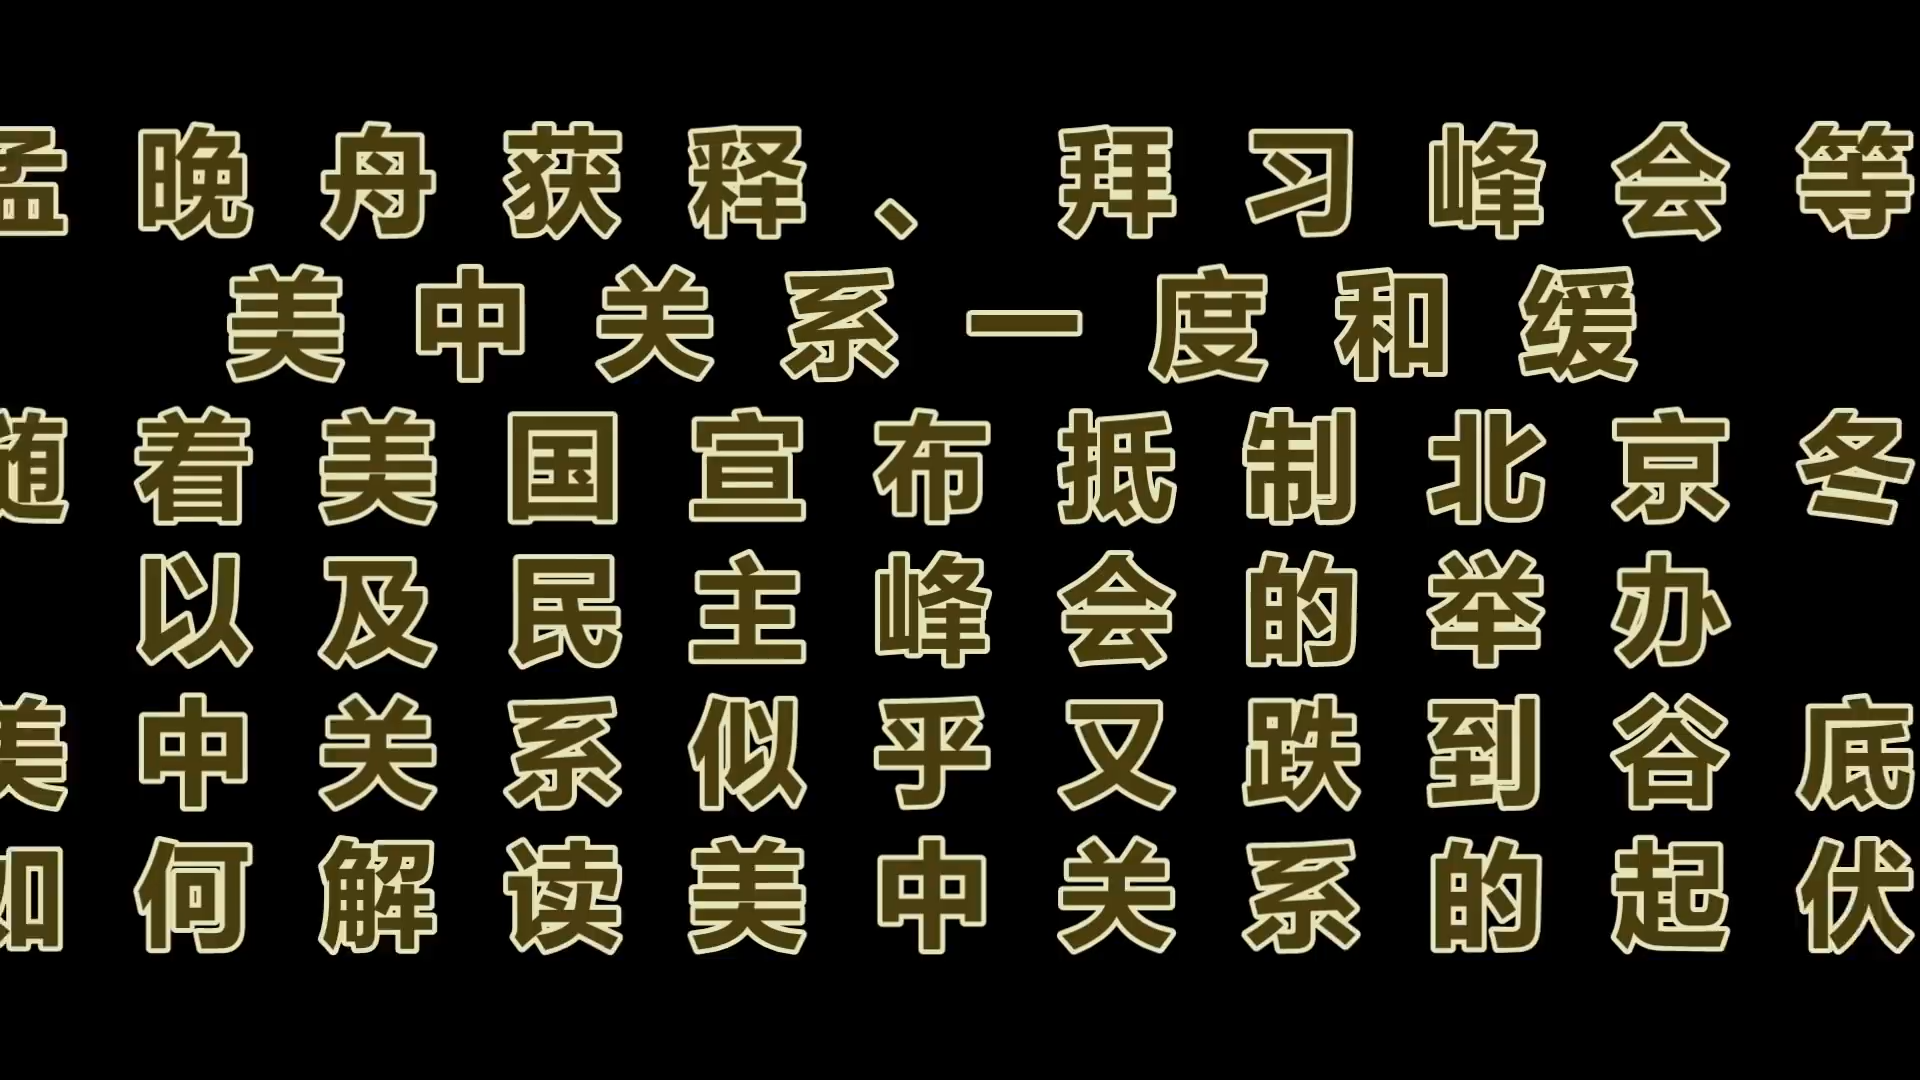 孟晚舟获释、拜习峰会等
美中关系一度和缓
随着美国宣布抵制北京冬
以及民主峰会的举办
美中关系似乎又跌到谷底
如何解读美中关系的起伏